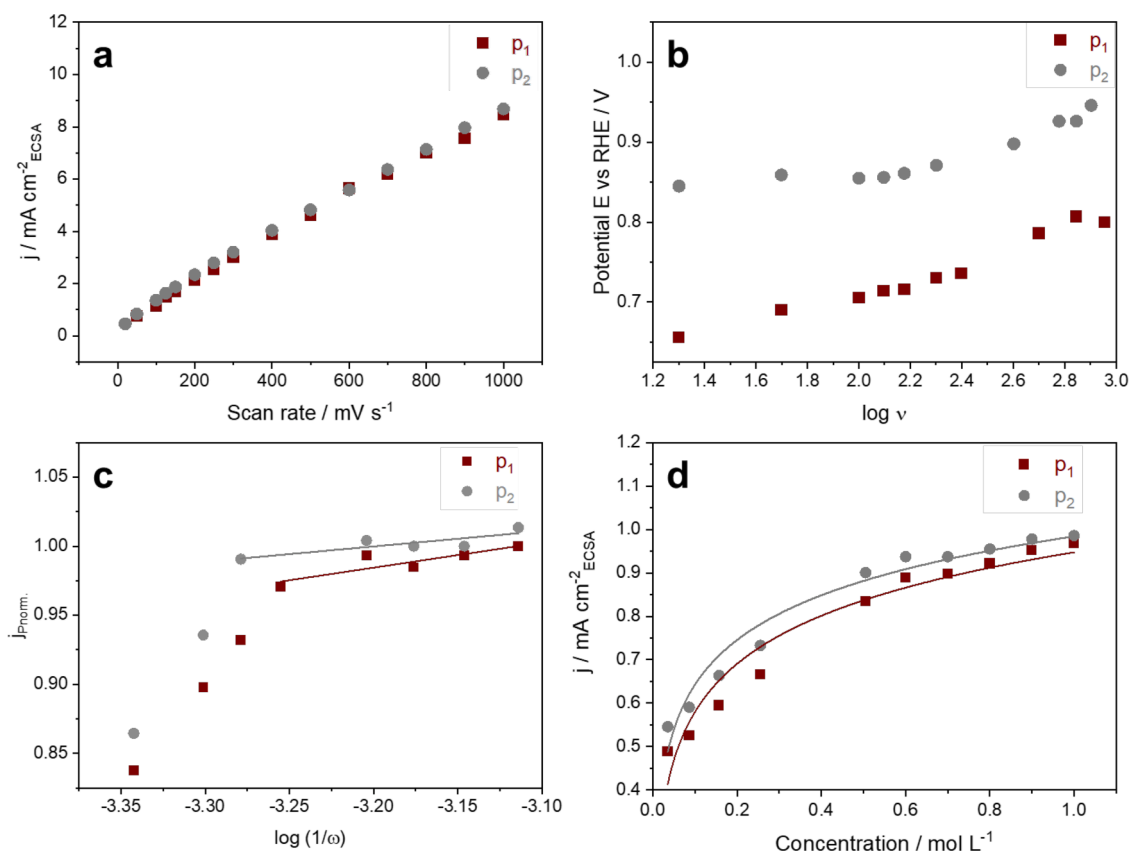 a
p₁
p₂
12
10
8
6
4
2
0
j / mA cm⁻²ECSA
0
200
400
600
800
1000
Scan rate / mV s⁻¹
b
p₁
p₂
1.0
0.9
0.8
0.7
Potential E vs RHE / V
1.2
1.4
1.6
1.8
2.0
2.2
2.4
2.6
2.8
3.0
log ν
c
p₁
p₂
1.05
1.00
0.95
0.90
0.85
jPnorm.
-3.35
-3.30
-3.25
-3.20
-3.15
-3.10
log (1/ω)
d
p₁
p₂
1.2
1.1
1.0
0.9
0.8
0.7
0.6
0.5
0.4
j / mA cm⁻²ECSA
0.0
0.2
0.4
0.6
0.8
1.0
Concentration / mol L⁻¹